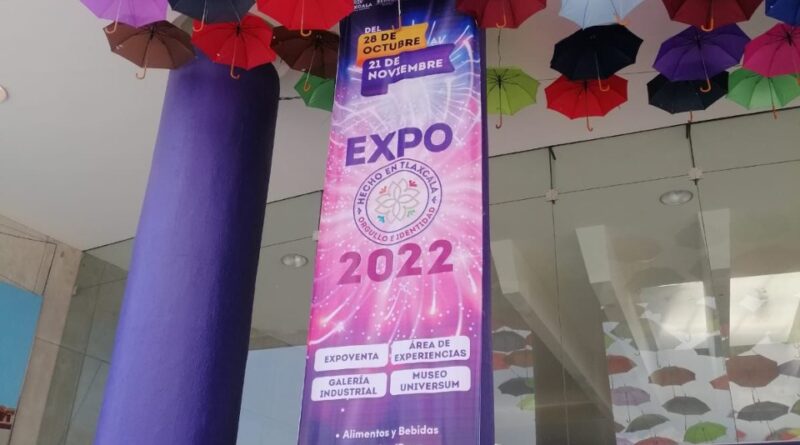 DEL
28 DE
OCTUBRE
21 DE
NOVIEMBRE
EXPO
HECHO EN TLAXCALA
ORGULLO E IDENTIDAD
2022
EXPOVENTA
ÁREA DE
EXPERIENCIAS
GALERÍA
INDUSTRIAL
MUSEO
UNIVERSUM
• Alimentos y Bebidas